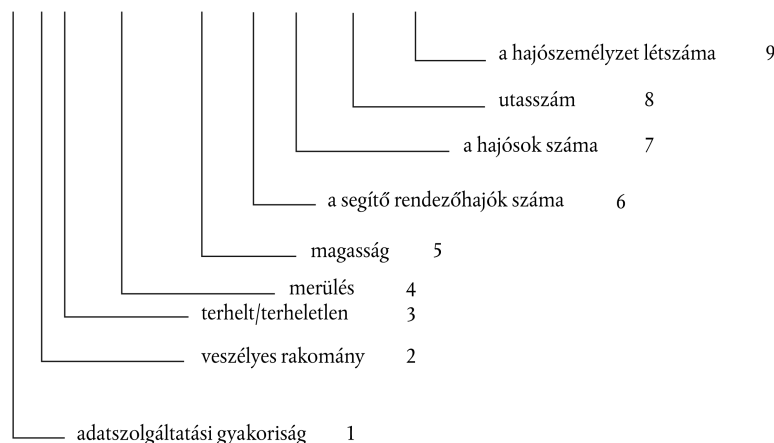 a hajószemélyzet létszáma 9
utasszám 8
a hajósok száma 7
a segítő rendezőhajók száma 6
magasság 5
merülés 4
terhelt/terheletlen 3
veszélyes rakomány 2
adatszolgáltatási gyakoriság 1